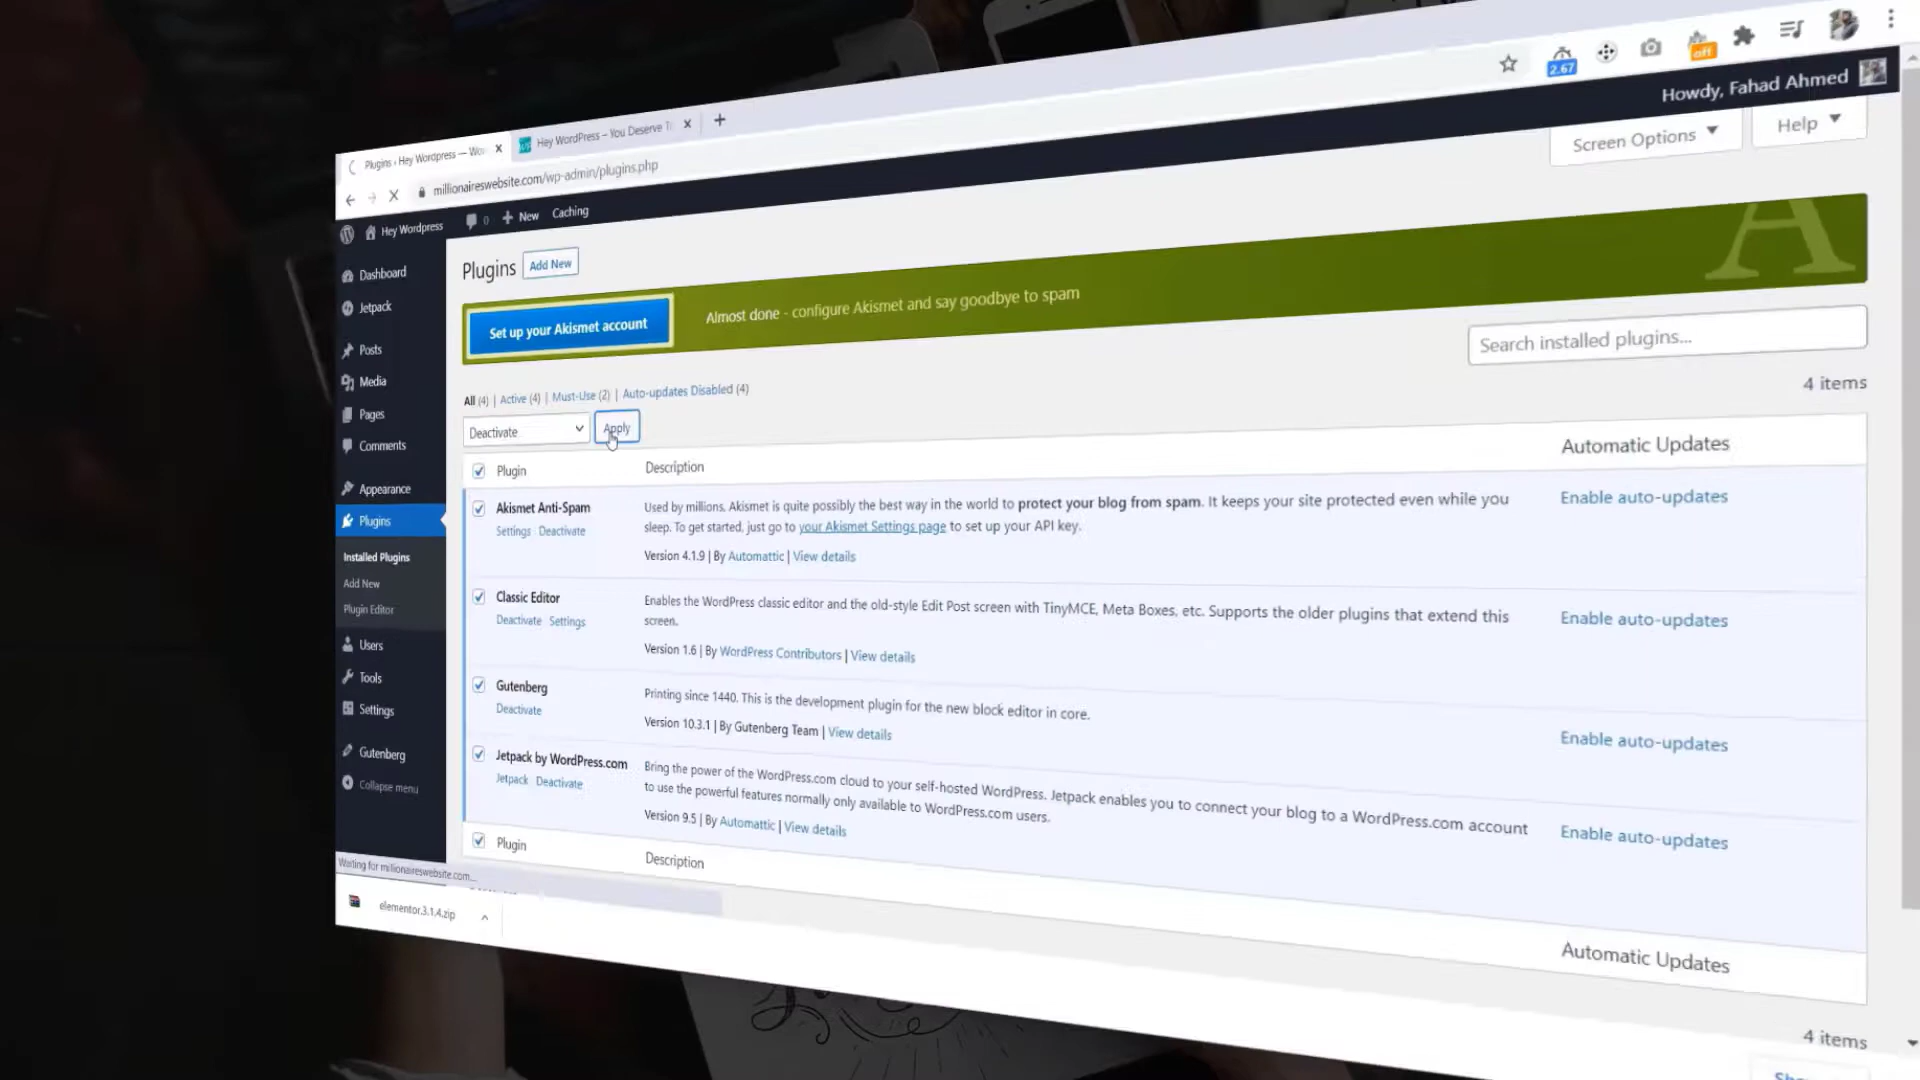 2.67
off
Howdy, Fahad Ahmed
Plugins ‹ Hey Wordpress — Wo
Hey WordPress – You Deserve T
millionaireswebsite.com/wp-admin/plugins.php
Screen Options
Help
Hey Wordpress
0
New
Caching
Dashboard
Jetpack
Posts
Media
Pages
Comments
Appearance
Plugins
Installed Plugins
Add New
Plugin Editor
Users
Tools
Settings
Gutenberg
Collapse menu
Plugins
Add New
Set up your Akismet account
Almost done - configure Akismet and say goodbye to spam
A
Search installed plugins...
All (4) | Active (4) | Must-Use (2) | Auto-updates Disabled (4)
4 items
Deactivate
Apply
Plugin
Description
Automatic Updates
Akismet Anti-Spam
Settings Deactivate
Used by millions, Akismet is quite possibly the best way in the world to protect your blog from spam. It keeps your site protected even while you
sleep. To get started, just go to your Akismet Settings page to set up your API key.
Version 4.1.9 | By Automattic | View details
Enable auto-updates
Classic Editor
Deactivate Settings
Enables the WordPress classic editor and the old-style Edit Post screen with TinyMCE, Meta Boxes, etc. Supports the older plugins that extend this
screen.
Version 1.6 | By WordPress Contributors | View details
Enable auto-updates
Gutenberg
Deactivate
Printing since 1440. This is the development plugin for the new block editor in core.
Version 10.3.1 | By Gutenberg Team | View details
Enable auto-updates
Jetpack by WordPress.com
Jetpack Deactivate
Bring the power of the WordPress.com cloud to your self-hosted WordPress. Jetpack enables you to connect your blog to a WordPress.com account
to use the powerful features normally only available to WordPress.com users.
Version 9.5 | By Automattic | View details
Enable auto-updates
Plugin
Description
Automatic Updates
4 items
Waiting for millionaireswebsite.com...
elementor.3.1.4.zip